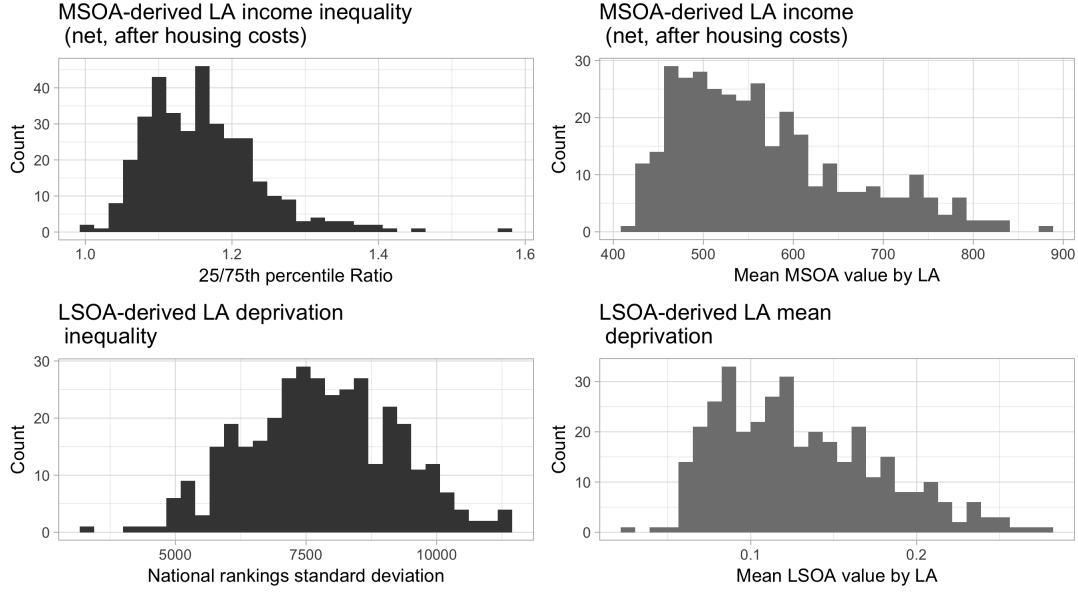 MSOA-derived LA income inequality
(net, after housing costs)
Count
40
30
20
10
0
1.0
1.2
1.4
1.6
25/75th percentile Ratio
MSOA-derived LA income
(net, after housing costs)
Count
30
20
10
0
400
500
600
700
800
900
Mean MSOA value by LA
LSOA-derived LA deprivation
inequality
Count
30
20
10
0
5000
7500
10000
National rankings standard deviation
LSOA-derived LA mean
deprivation
Count
30
20
10
0
0.1
0.2
Mean LSOA value by LA